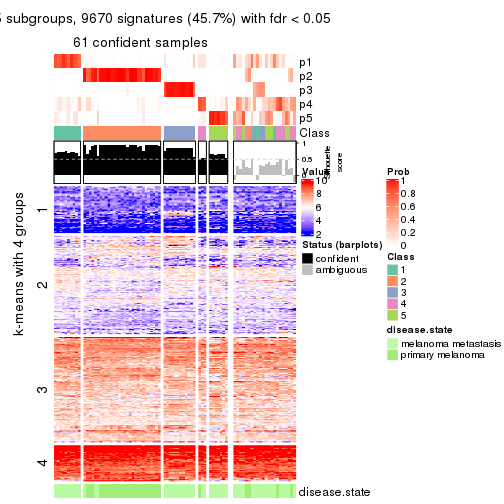 5 subgroups, 9670 signatures (45.7%) with fdr < 0.05
61 confident samples
p1
p2
p3
p4
p5
Class
1
0.5
0
silhouette
score
k-means with 4 groups
1
2
3
4
Value
10
8
6
4
2
Status (barplots)
confident
ambiguous
Prob
1
0.8
0.6
0.4
0.2
0
Class
1
2
3
4
5
disease.state
melanoma metastasis
primary melanoma
disease.state